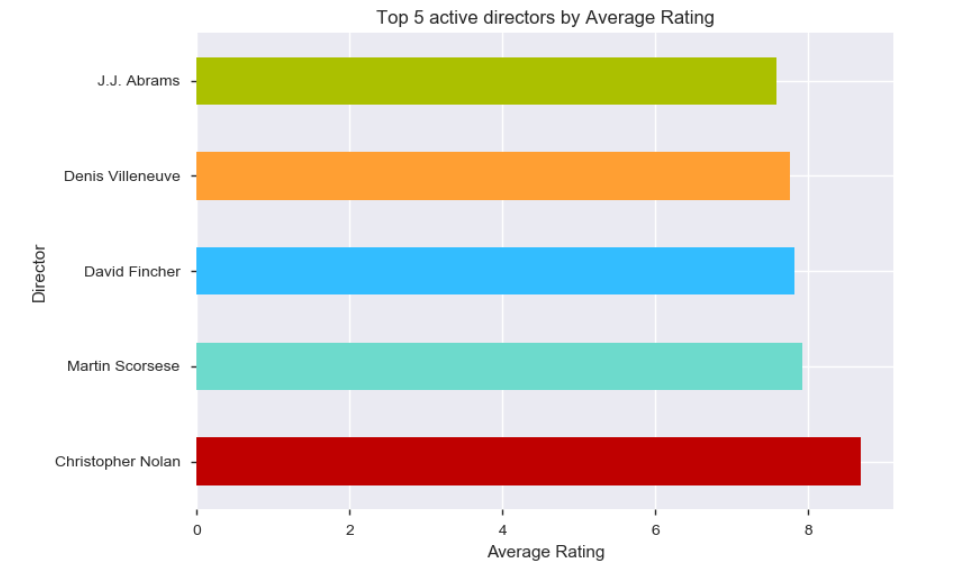 Top 5 active directors by Average Rating
J.J. Abrams
Denis Villeneuve
David Fincher
Martin Scorsese
Christopher Nolan
Director
0 2 4 6 8
Average Rating